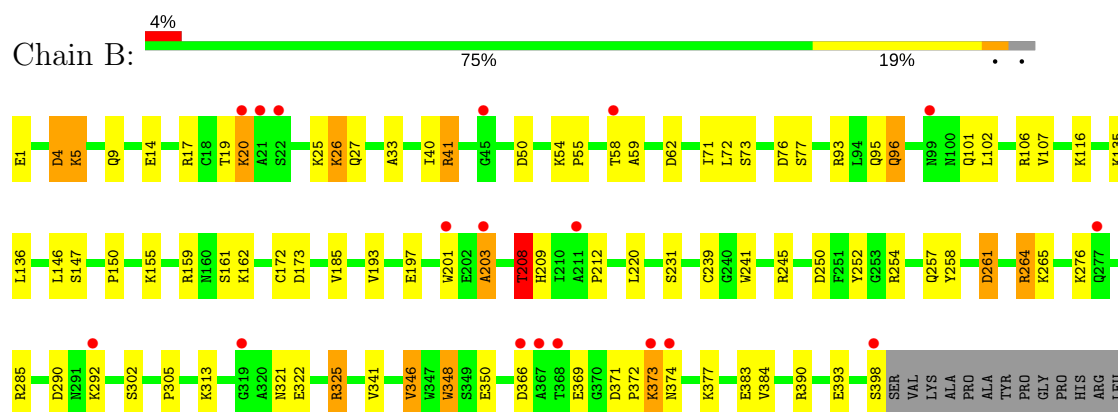 4%
Chain B:
75% 19% • •
E1 D4 K5 Q9 E14 R17 C18 T19 K20 A21 S22 K25 K26 Q27 A33 I40 R41 G45 D50 K54 P55 T58 A59 D62 I71 L72 S73 D76 S77 R93 L94 Q95 Q96 N99 N100 Q101 L102 R106 V107 K116 K135
L136 L146 S147 P150 K155 R159 N160 S161 K162 C172 D173 V185 V193 E197 W201 E202 A203 T208 H209 I210 A211 P212 L220 S231 C239 G240 W241 R245 D250 F251 Y252 G253 R254 Q257 Y258 D261 R264 K265 K276 Q277
R285 D290 N291 K292 S302 P305 K313 G319 A320 N321 E322 R325 V341 V346 W347 W348 S349 E350 D366 A367 T368 E369 G370 D371 P372 K373 N374 K377 E383 V384 R390 E393 S398 SER VAL LYS ALA PRO ALA TYR PRO GLY PRO HIS ARG